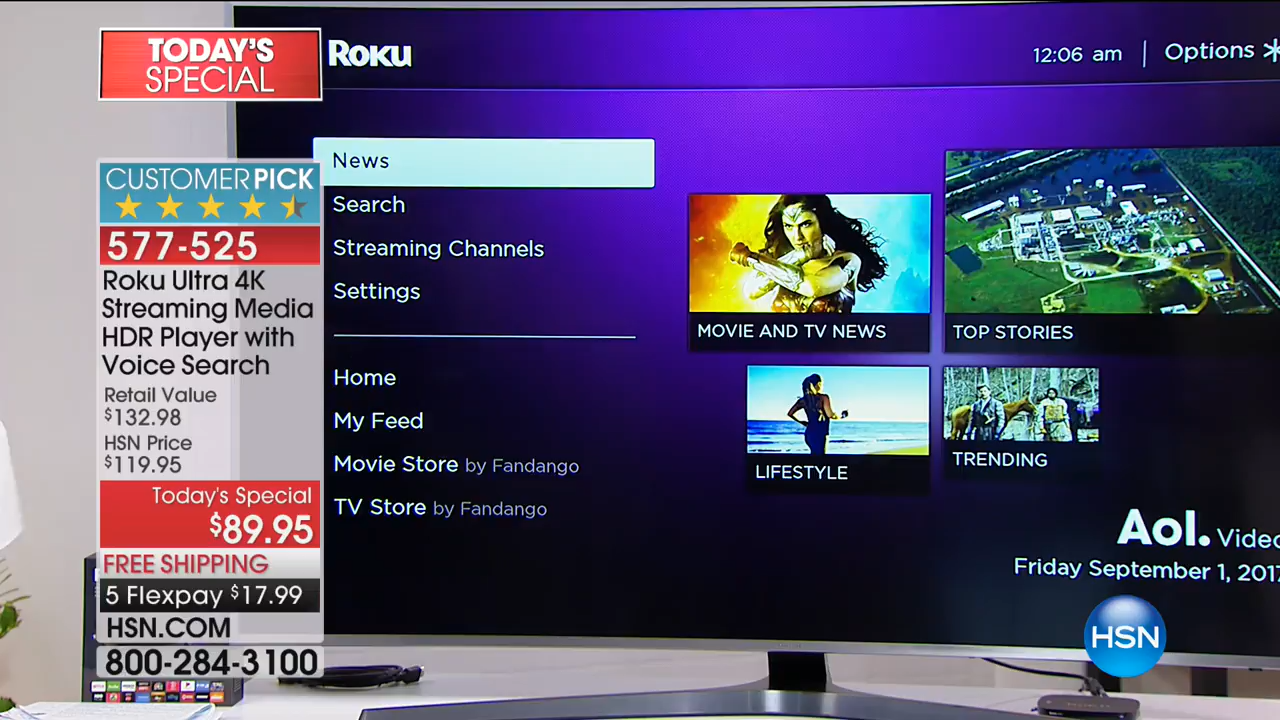 TODAY'S
SPECIAL
CUSTOMER PICK
577-525
Roku Ultra 4K
Streaming Media
HDR Player with
Voice Search
Retail Value
$132.98
HSN Price
$119.95
Today's Special
$89.95
FREE SHIPPING
5 Flexpay $17.99
HSN.COM
800-284-3100
Roku
12:06 am | Options
News
Search
Streaming Channels
Settings
Home
My Feed
Movie Store by Fandango
TV Store by Fandango
MOVIE AND TV NEWS
TOP STORIES
LIFESTYLE
TRENDING
Aol. Video
Friday September 1, 2017
HSN